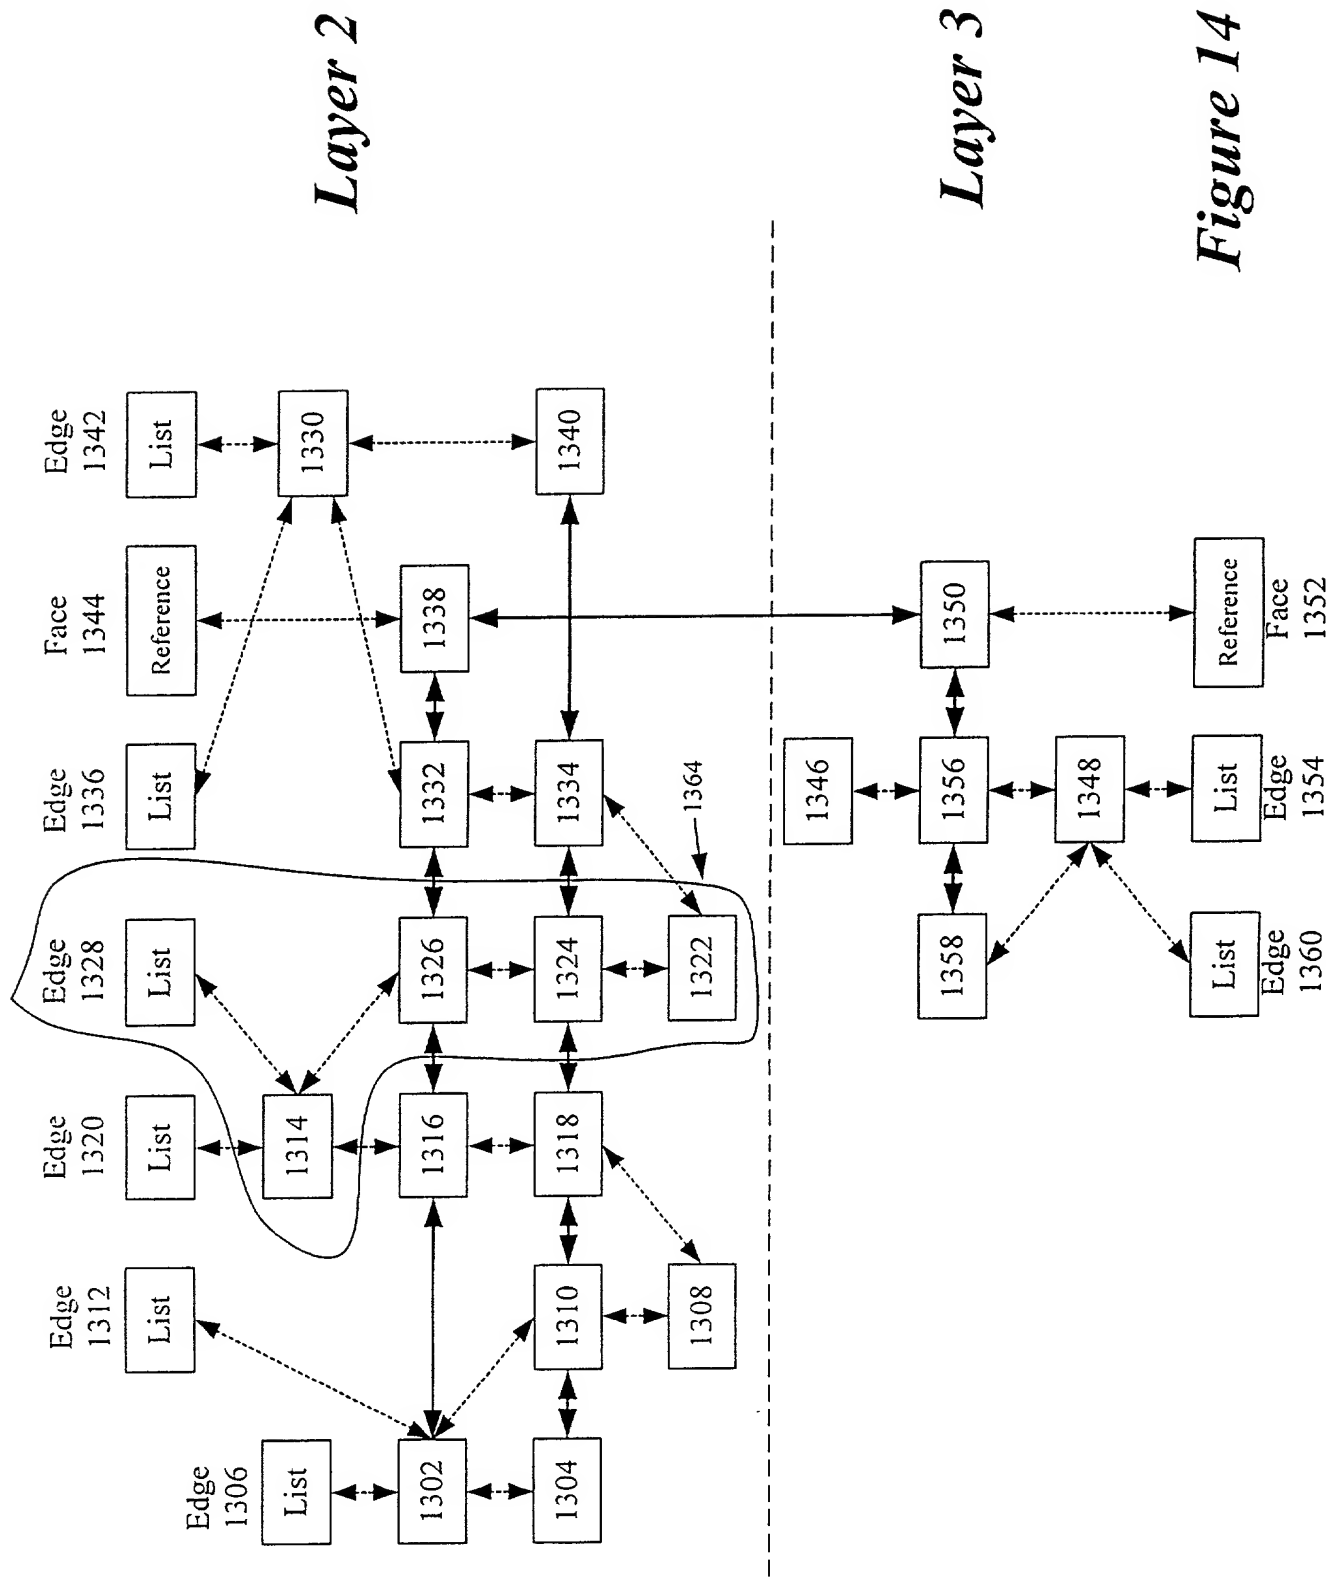 Edge
1306
List
1302
1304
Edge
1312
List
1310
1308
Edge
1320
List
1314
1316
1318
Edge
1328
List
1326
1324
1322
1364
Edge
1336
List
1332
1334
Face
1344
Reference
1338
Edge
1342
List
1330
1340
Layer 2
1358
List
Edge
1360
1346
1356
1348
List
Edge
1354
1350
Reference
Face
1352
Layer 3
Figure 14